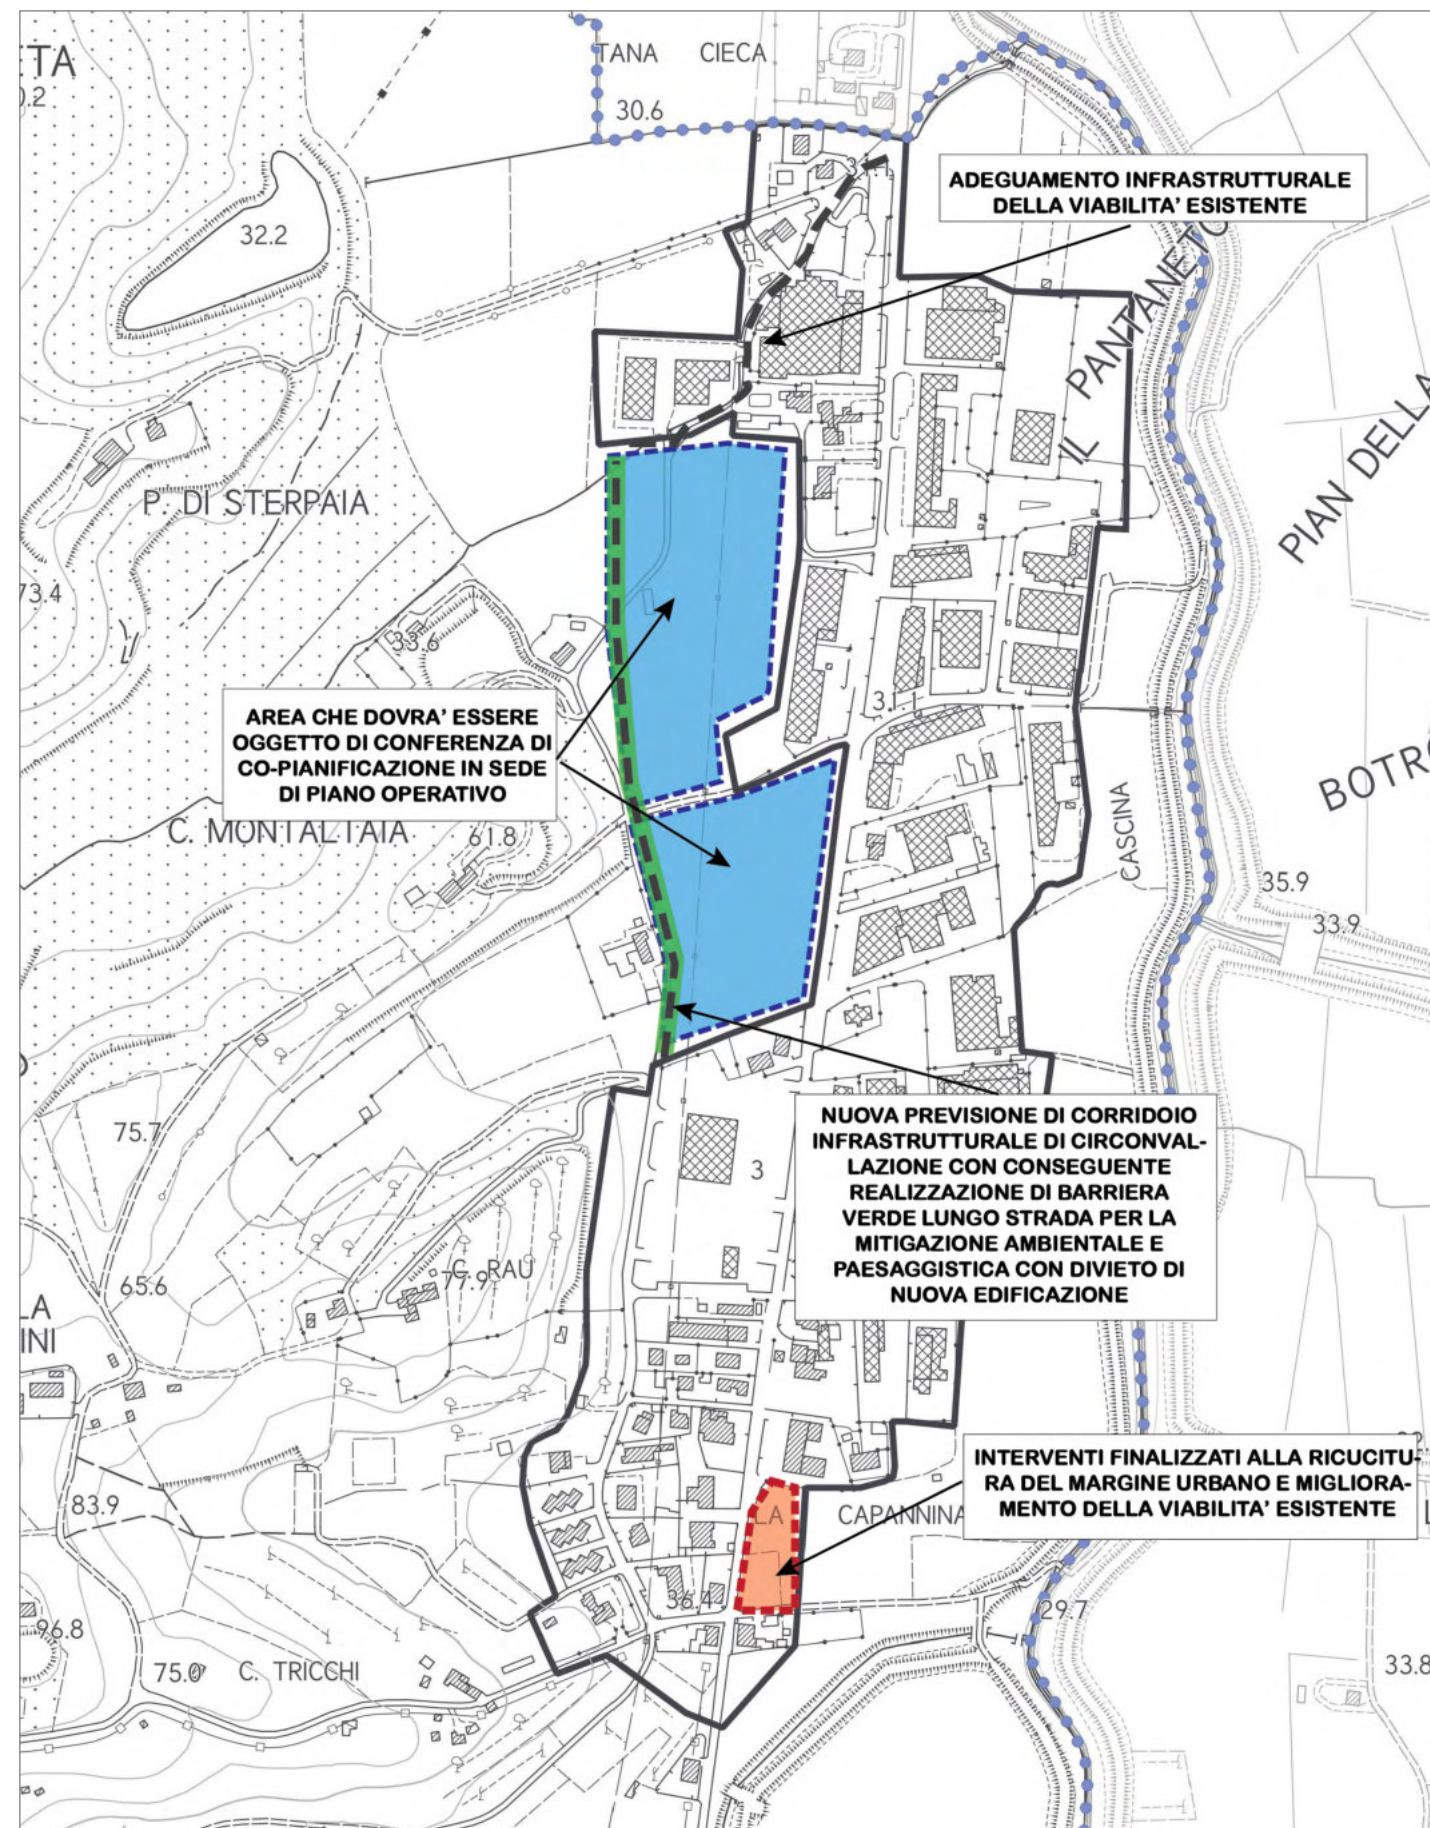 TANA CIECA
30.6
ADEGUAMENTO INFRASTRUTTURALE
DELLA VIABILITA’ ESISTENTE
32.2
IL PANTANETO
PIAN DELLA
P. DI STERPAIA
73.4
33.6
AREA CHE DOVRA’ ESSERE
OGGETTO DI CONFERENZA DI
CO-PIANIFICAZIONE IN SEDE
DI PIANO OPERATIVO
31.1
C. MONTALTAIA
61.8
CASCINA
35.9
33.9
75.7
NUOVA PREVISIONE DI CORRIDOIO
INFRASTRUTTURALE DI CIRCONVAL-
LAZIONE CON CONSEGUENTE
REALIZZAZIONE DI BARRIERA
VERDE LUNGO STRADA PER LA
MITIGAZIONE AMBIENTALE E
PAESAGGISTICA CON DIVIETO DI
NUOVA EDIFICAZIONE
3
C. RAU'
77.9
65.6
INTERVENTI FINALIZZATI ALLA RICUCITU-
RA DEL MARGINE URBANO E MIGLIORA-
MENTO DELLA VIABILITA’ ESISTENTE
83.9
LA CAPANNINA
36.4
29.7
96.8
75.0
C. TRICCHI
33.8